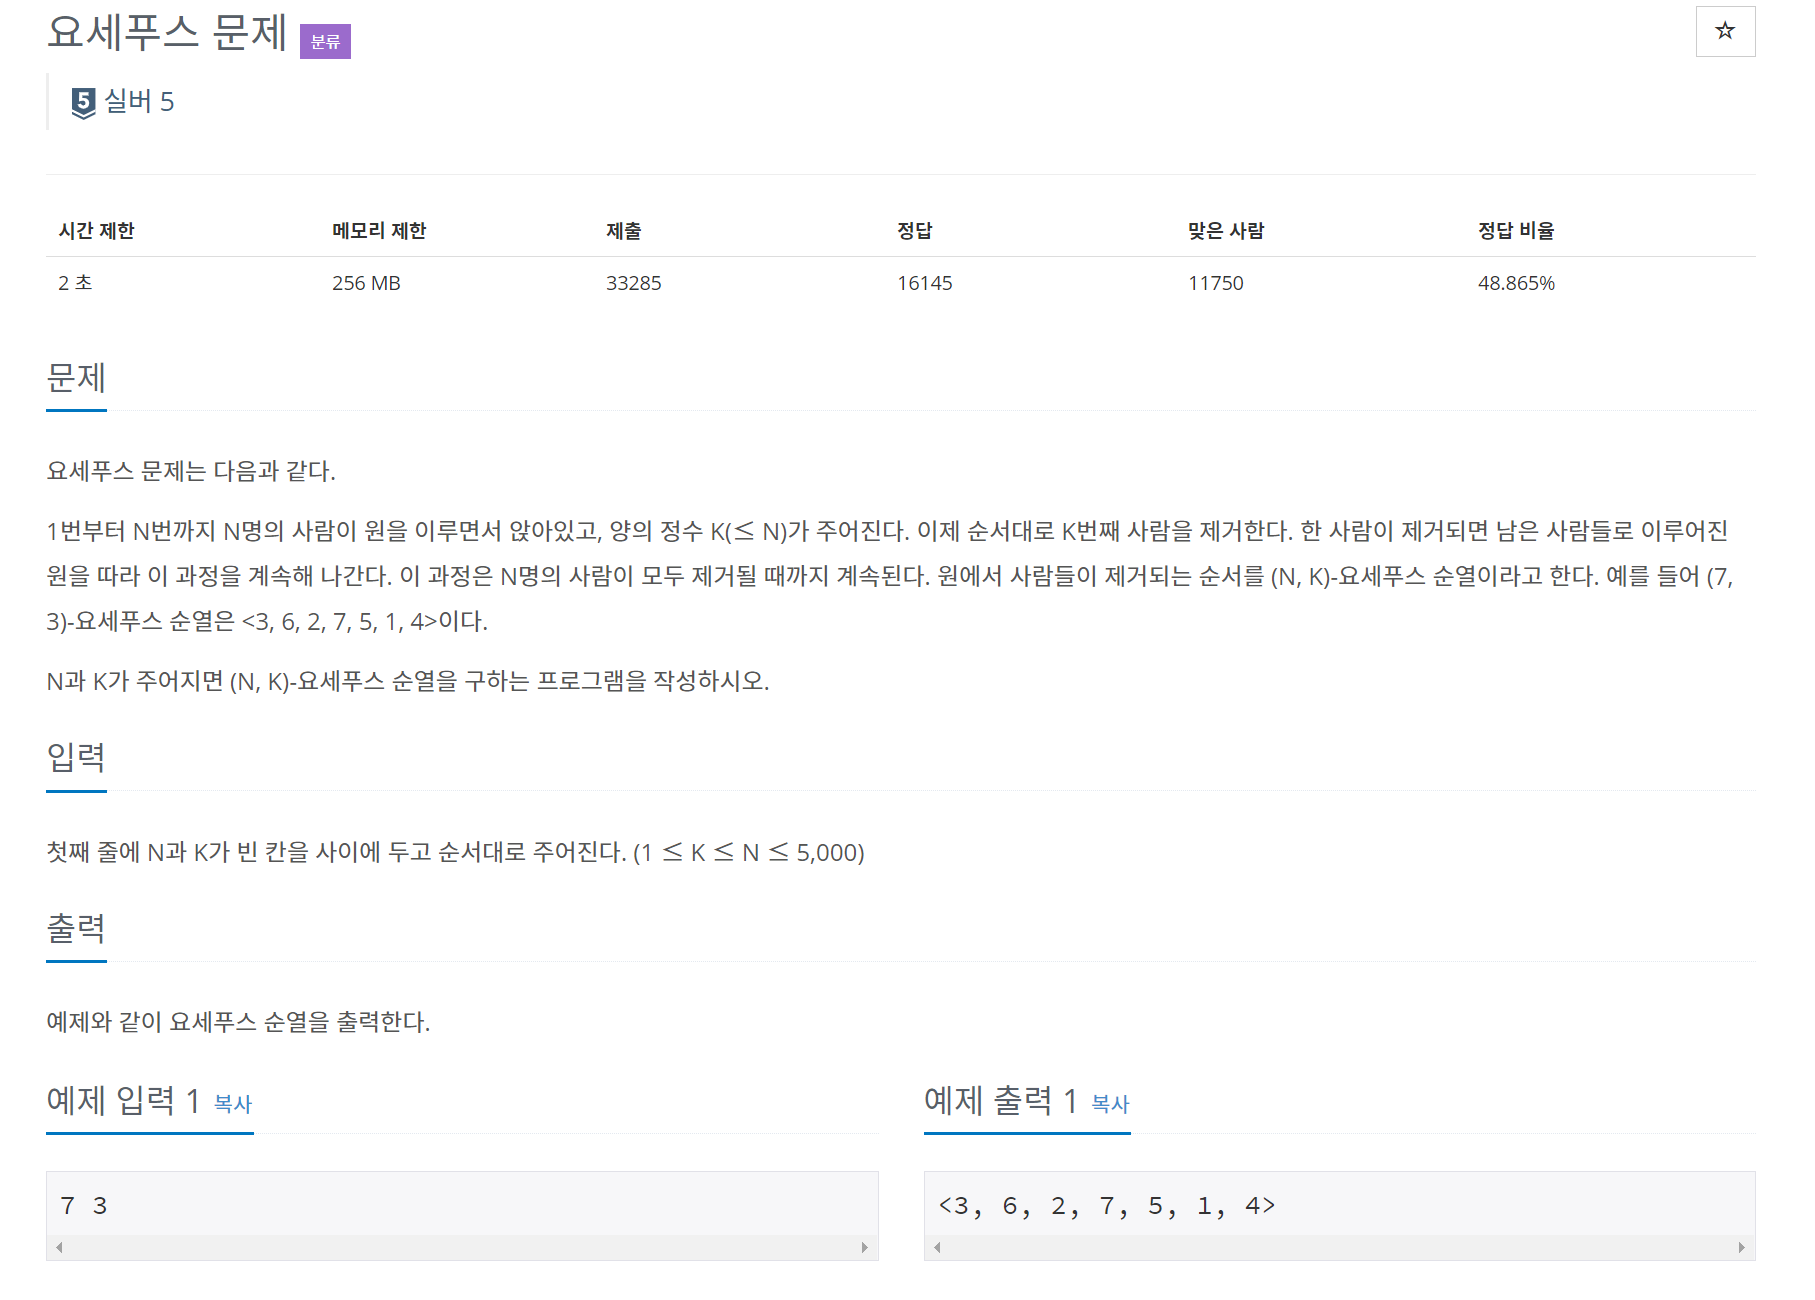 요세푸스 문제 분류
☆
5 실버 5
시간 제한 메모리 제한 제출 정답 맞은 사람 정답 비율
2 초 256 MB 33285 16145 11750 48.865%
문제
요세푸스 문제는 다음과 같다.
1번부터 N번까지 N명의 사람이 원을 이루면서 앉아있고, 양의 정수 K(≤ N)가 주어진다. 이제 순서대로 K번째 사람을 제거한다. 한 사람이 제거되면 남은 사람들로 이루어진
원을 따라 이 과정을 계속해 나간다. 이 과정은 N명의 사람이 모두 제거될 때까지 계속된다. 원에서 사람들이 제거되는 순서를 (N, K)-요세푸스 순열이라고 한다. 예를 들어 (7,
3)-요세푸스 순열은 <3, 6, 2, 7, 5, 1, 4>이다.
N과 K가 주어지면 (N, K)-요세푸스 순열을 구하는 프로그램을 작성하시오.
입력
첫째 줄에 N과 K가 빈 칸을 사이에 두고 순서대로 주어진다. (1 ≤ K ≤ N ≤ 5,000)
출력
예제와 같이 요세푸스 순열을 출력한다.
예제 입력 1 복사
7 3
예제 출력 1 복사
<3, 6, 2, 7, 5, 1, 4>